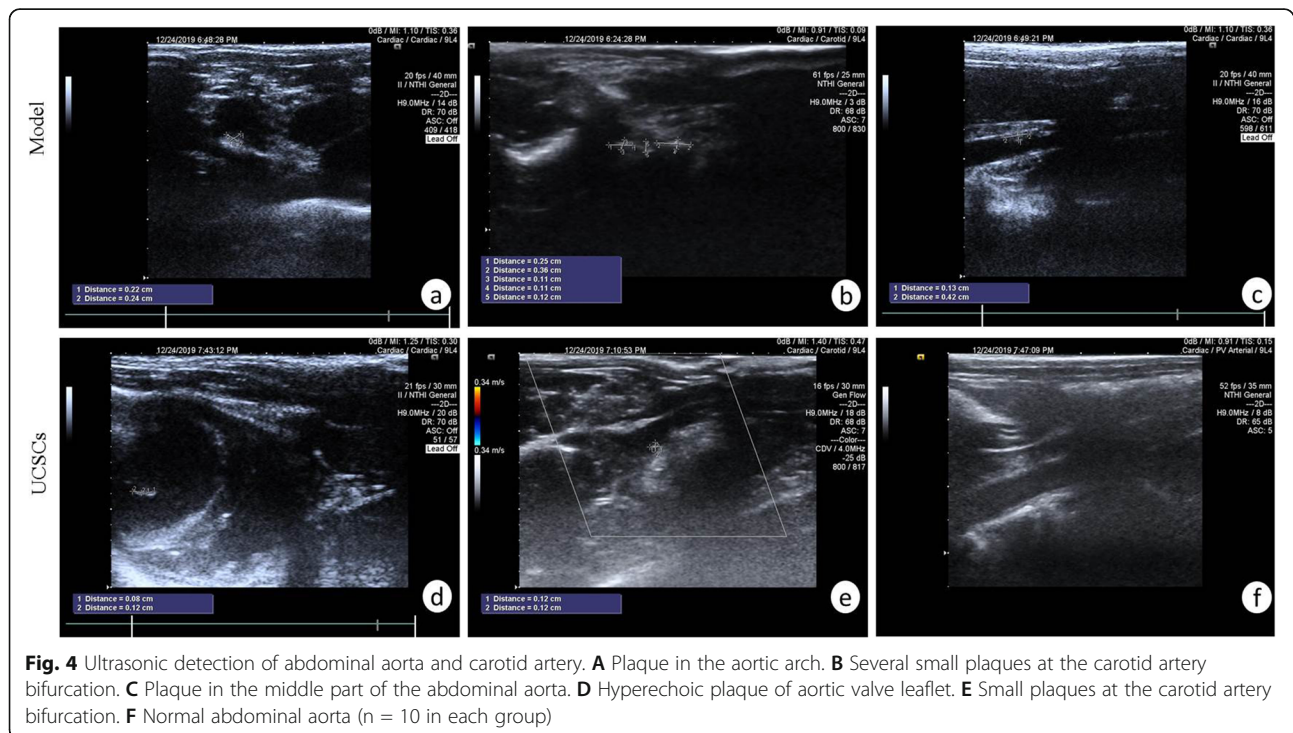 Model
12/24/2019 6:48:28 PM
0dB / MI: 1.10 / TIS: 0.36
Cardiac / Cardiac / 9L4
20 fps / 40 mm
II / NTHI General
---2D---
H9.0MHz / 14 dB
DR: 70 dB
ASC: Off
409 / 418
Lead Off
1 Distance = 0.22 cm
2 Distance = 0.24 cm
a
12/24/2019 6:24:28 PM
0dB / MI: 0.91 / TIS: 0.09
Cardiac / Carotid / 9L4
61 fps / 25 mm
NTHI General
---2D---
H9.0MHz / 3 dB
DR: 68 dB
ASC: 7
800 / 830
1 Distance = 0.25 cm
2 Distance = 0.36 cm
3 Distance = 0.11 cm
4 Distance = 0.11 cm
5 Distance = 0.12 cm
b
12/24/2019 6:49:21 PM
0dB / MI: 1.10 / TIS: 0.36
Cardiac / Cardiac / 9L4
20 fps / 40 mm
II / NTHI General
---2D---
H9.0MHz / 16 dB
DR: 70 dB
ASC: Off
598 / 611
Lead Off
1 Distance = 0.13 cm
2 Distance = 0.42 cm
c
UCSCs
12/24/2019 7:43:12 PM
0dB / MI: 1.25 / TIS: 0.30
Cardiac / Cardiac / 9L4
21 fps / 30 mm
II / NTHI General
---2D---
H9.0MHz / 20 dB
DR: 70 dB
ASC: Off
51 / 57
Lead Off
1 Distance = 0.08 cm
2 Distance = 0.12 cm
d
12/24/2019 7:10:53 PM
0dB / MI: 1.40 / TIS: 0.47
Cardiac / Carotid / 9L4
0.34 m/s
0.34 m/s
16 fps / 30 mm
Gen Flow
---2D---
H9.0MHz / 18 dB
DR: 68 dB
ASC: 7
---Color---
CDV / 4.0MHz
-25 dB
800 / 817
1 Distance = 0.12 cm
2 Distance = 0.12 cm
e
12/24/2019 7:47:09 PM
0dB / MI: 0.91 / TIS: 0.15
Cardiac / PV Arterial / 9L4
52 fps / 35 mm
NTHI General
---2D---
H9.0MHz / 8 dB
DR: 65 dB
ASC: 5
f
Fig. 4 Ultrasonic detection of abdominal aorta and carotid artery. A Plaque in the aortic arch. B Several small plaques at the carotid artery
bifurcation. C Plaque in the middle part of the abdominal aorta. D Hyperechoic plaque of aortic valve leaflet. E Small plaques at the carotid artery
bifurcation. F Normal abdominal aorta (n = 10 in each group)